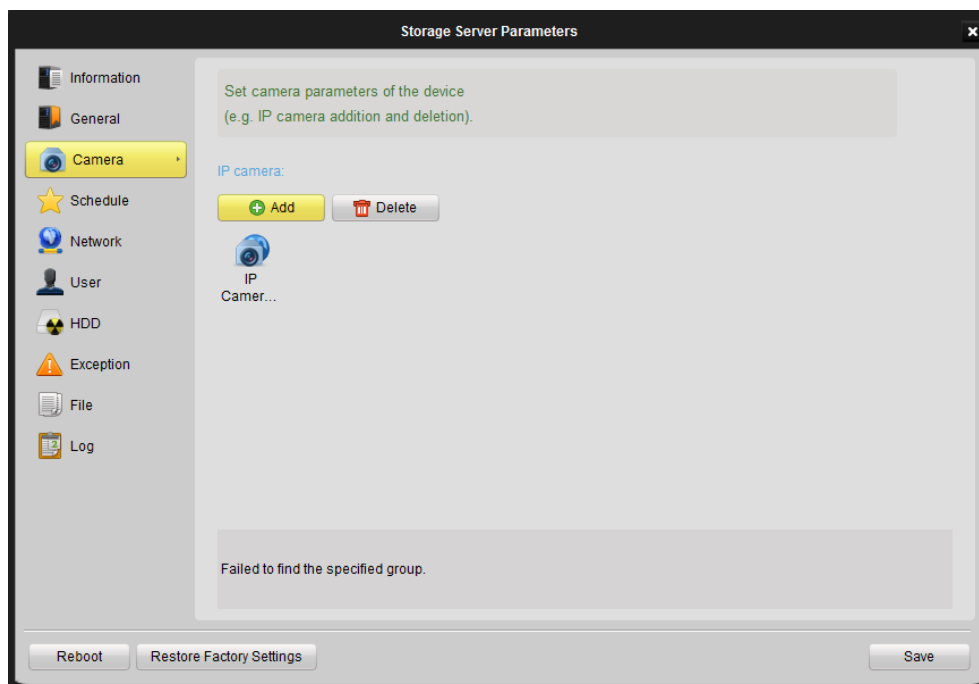 Storage Server Parameters
Information
General
Camera
Schedule
Network
User
HDD
Exception
File
Log
Set camera parameters of the device
(e.g. IP camera addition and deletion).
IP camera:
Add
Delete
IP
Camer...
Failed to find the specified group.
Reboot
Restore Factory Settings
Save